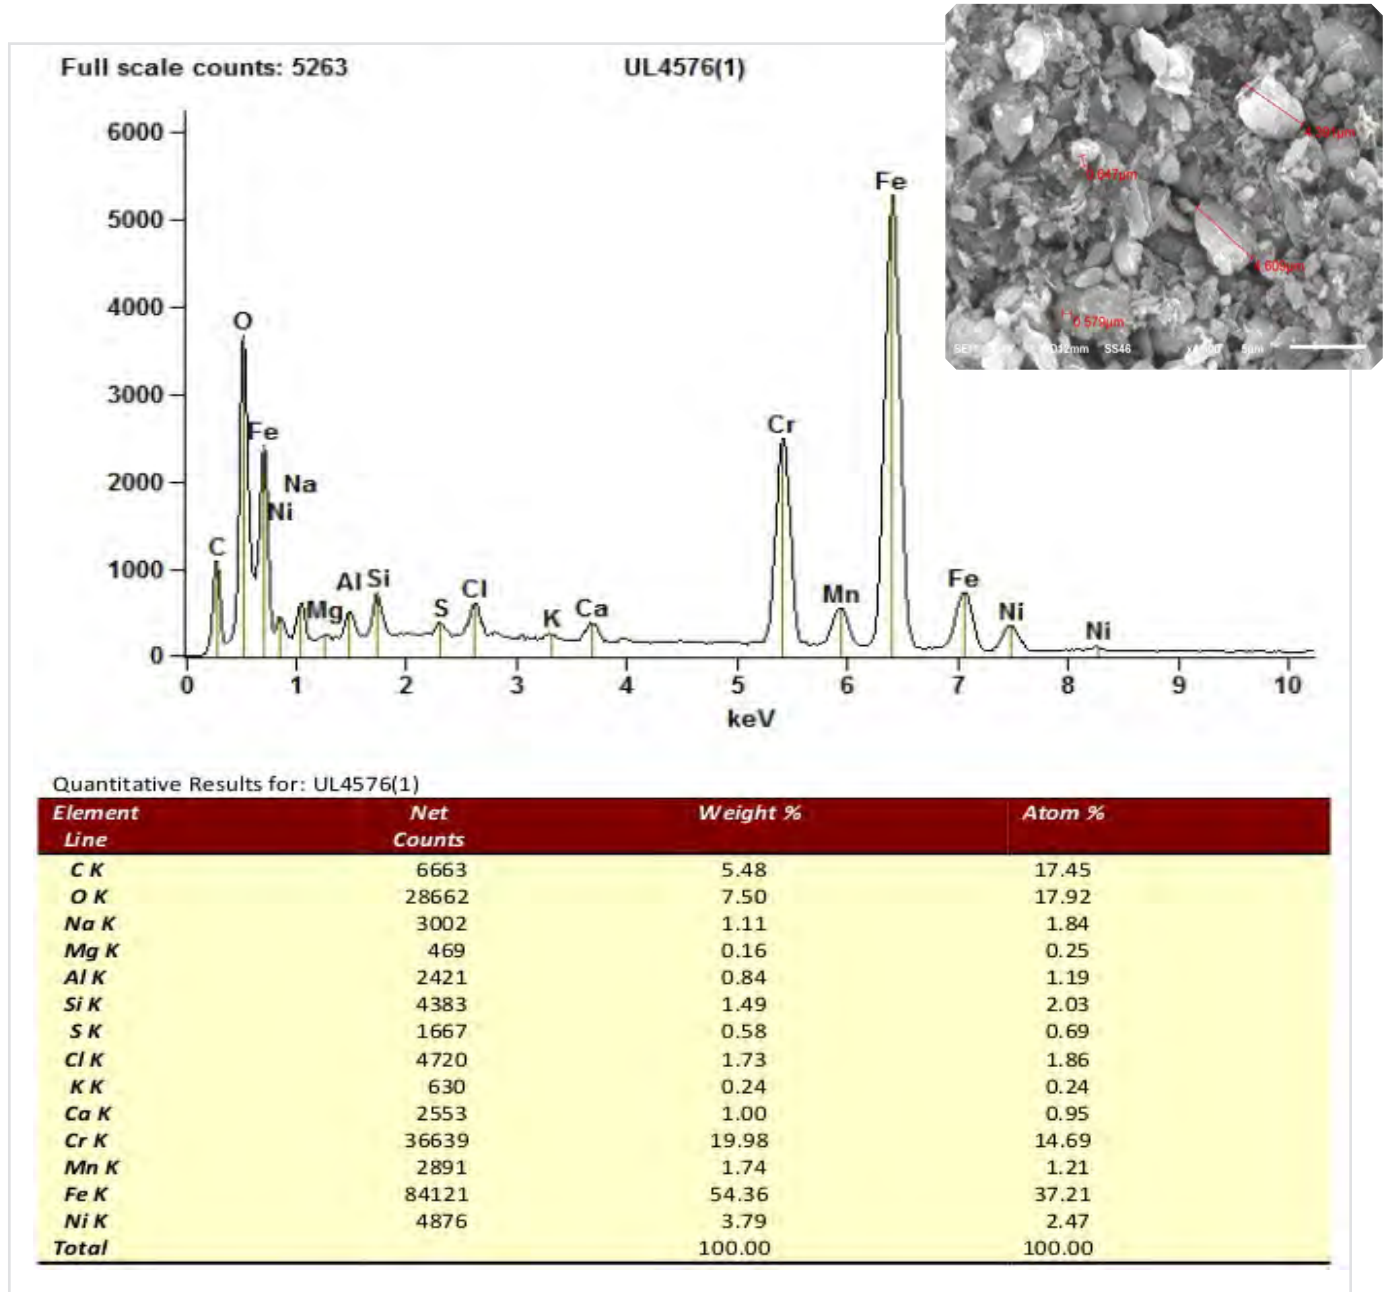 Full scale counts: 5263 UL4576(1)
6000
5000
4000
3000
2000
1000
0
C
O
Fe
Ni
Na
Mg
Al
Si
S
Cl
K
Ca
Cr
Mn
Fe
Fe
Ni
Ni
0 1 2 3 4 5 6 7 8 9 10
keV
0.579µm
12mm SS46 5µm
Quantitative Results for: UL4576(1)
Element Net Weight % Atom %
Line Counts
C K 6663 5.48 17.45
O K 28662 7.50 17.92
Na K 3002 1.11 1.84
Mg K 469 0.16 0.25
Al K 2421 0.84 1.19
Si K 4383 1.49 2.03
S K 1667 0.58 0.69
Cl K 4720 1.73 1.86
K K 630 0.24 0.24
Ca K 2553 1.00 0.95
Cr K 36639 19.98 14.69
Mn K 2891 1.74 1.21
Fe K 84121 54.36 37.21
Ni K 4876 3.79 2.47
Total 100.00 100.00